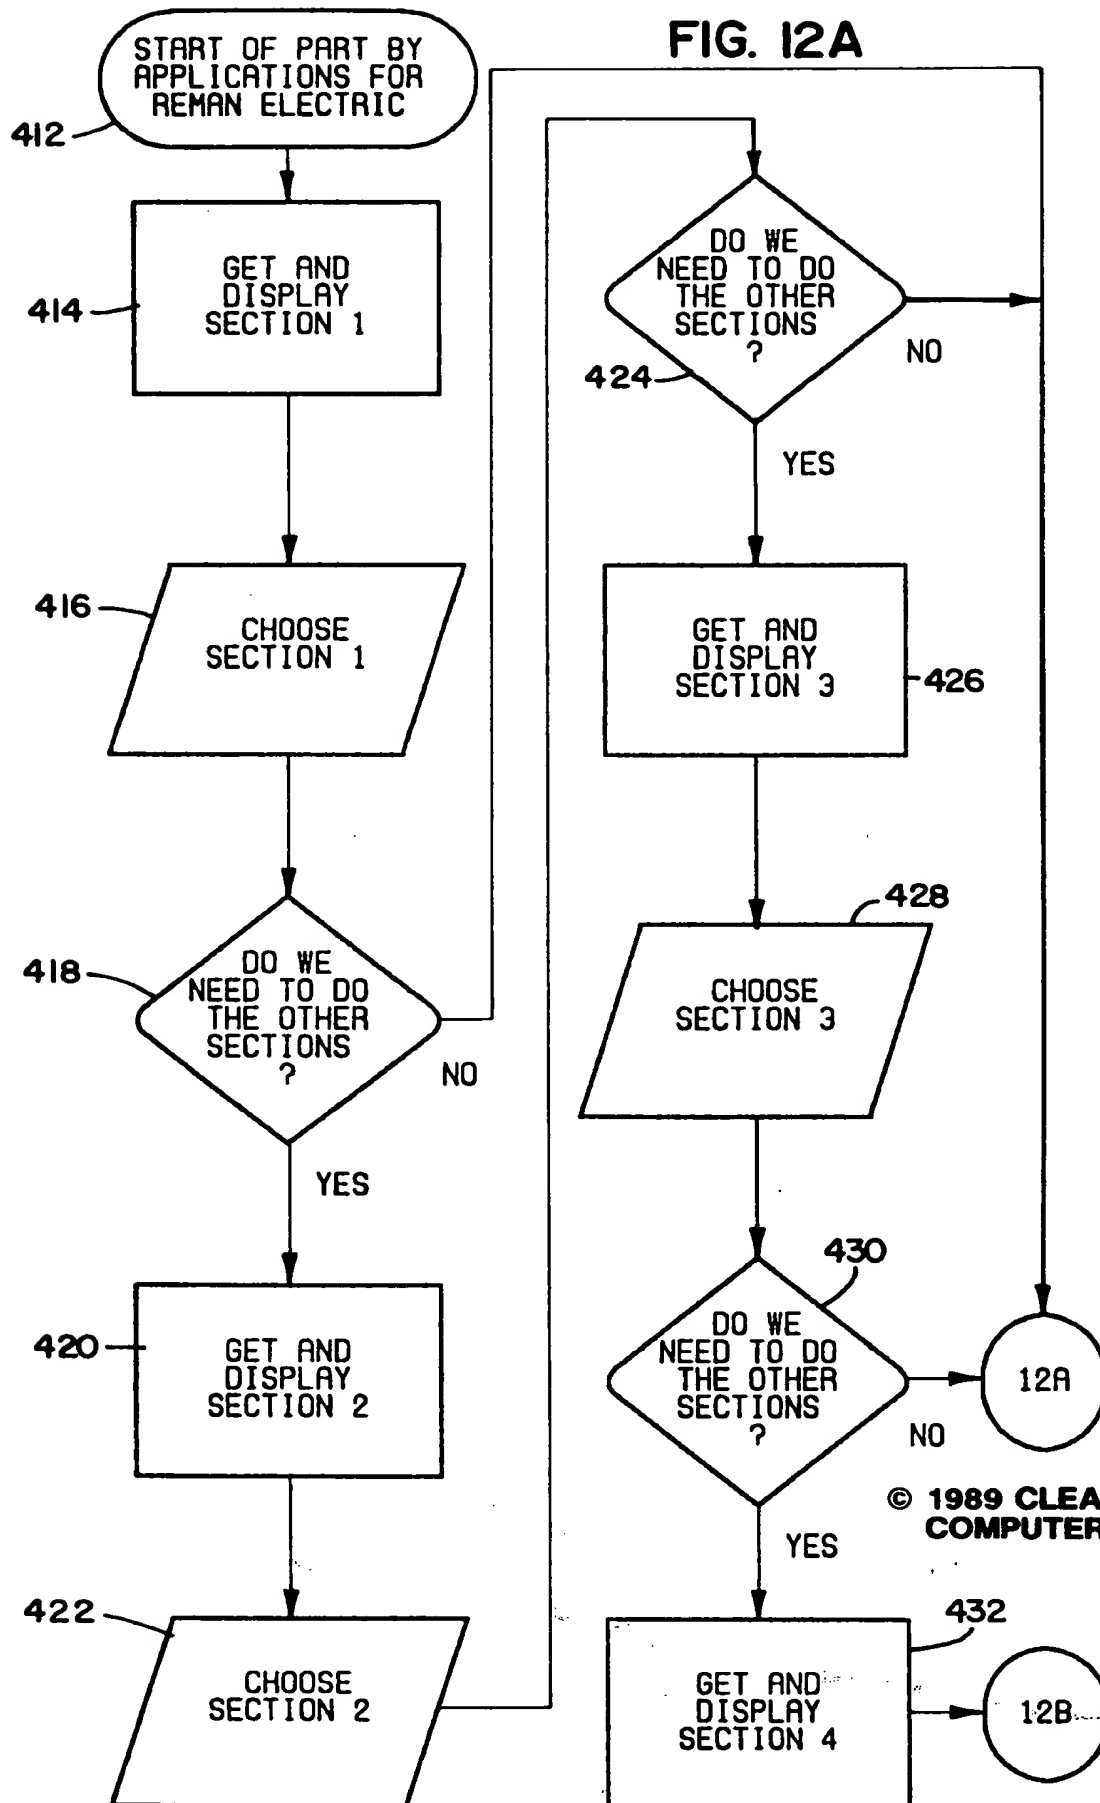 FIG. 12A
START OF PART BY
APPLICATIONS FOR
REMAN ELECTRIC
412
GET AND
DISPLAY
SECTION 1
414
416
CHOOSE
SECTION 1
418
DO WE
NEED TO DO
THE OTHER
SECTIONS
?
NO
YES
420
GET AND
DISPLAY
SECTION 2
422
CHOOSE
SECTION 2
DO WE
NEED TO DO
THE OTHER
SECTIONS
?
424
NO
YES
GET AND
DISPLAY
SECTION 3
426
428
CHOOSE
SECTION 3
430
DO WE
NEED TO DO
THE OTHER
SECTIONS
?
12A
NO
© 1989 CLEA
COMPUTER
YES
432
GET AND
DISPLAY
SECTION 4
12B